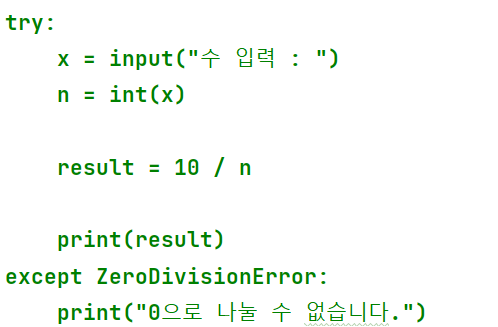 try:
    x = input("수 입력 : ")
    n = int(x)

    result = 10 / n

    print(result)
except ZeroDivisionError:
    print("0으로 나눌 수 없습니다.")